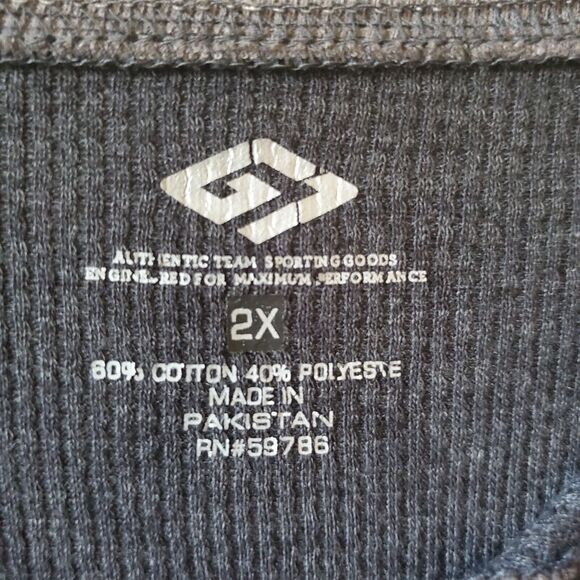 AUTHENTIC TEAM SPORTING GOODS
ENGINEERED FOR MAXIMUM PERFORMANCE
2X
60% COTTON 40% POLYESTE
MADE IN
PAKISTAN
RN#59786